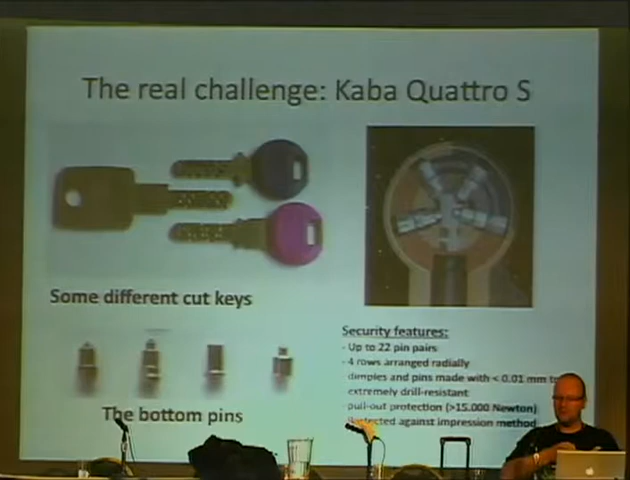 The real challenge: Kaba Quattro S
Some different cut keys
The bottom pins
Security features:
- Up to 22 pin pairs
- 4 rows arranged radially
- dimples and pins made with < 0.01 mm
extremely drill-resistant
pull-out protection (>15.000 Newton)
against impression method